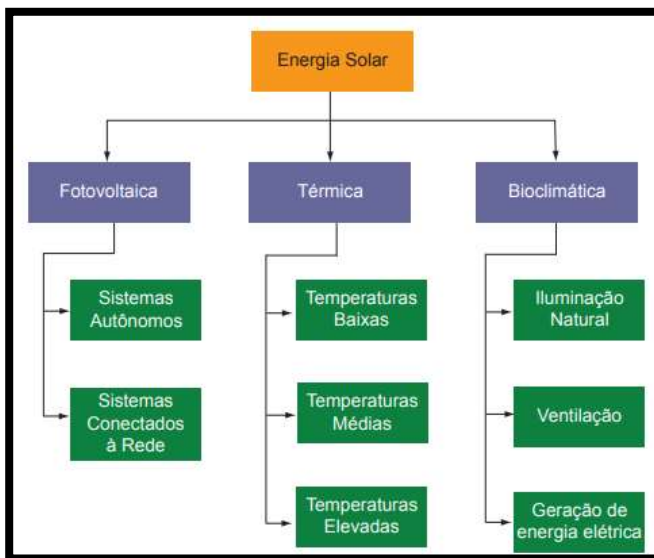 Energia Solar
Fotovoltaica
Térmica
Bioclimática
Sistemas
Autônomos
Temperaturas
Baixas
Iluminação
Natural
Sistemas
Conectados
à Rede
Temperaturas
Médias
Ventilação
Temperaturas
Elevadas
Geração de
energia elétrica